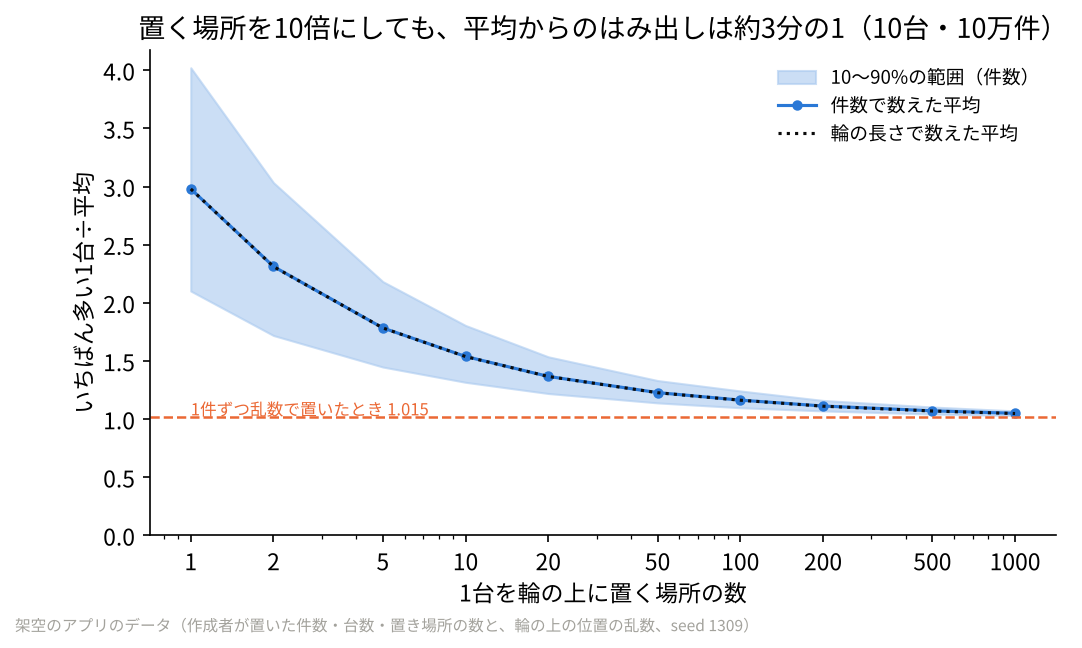 置く場所を10倍にしても、平均からのはみ出しは約3分の1（10台・10万件）
10〜90%の範囲（件数）
件数で数えた平均
輪の長さで数えた平均
いちばん多い1台÷平均
4.0
3.5
3.0
2.5
2.0
1.5
1.0
0.5
0.0
1件ずつ乱数で置いたとき 1.015
1 2 5 10 20 50 100 200 500 1000
1台を輪の上に置く場所の数
架空のアプリのデータ（作成者が置いた件数・台数・置き場所の数と、輪の上の位置の乱数、seed 1309）